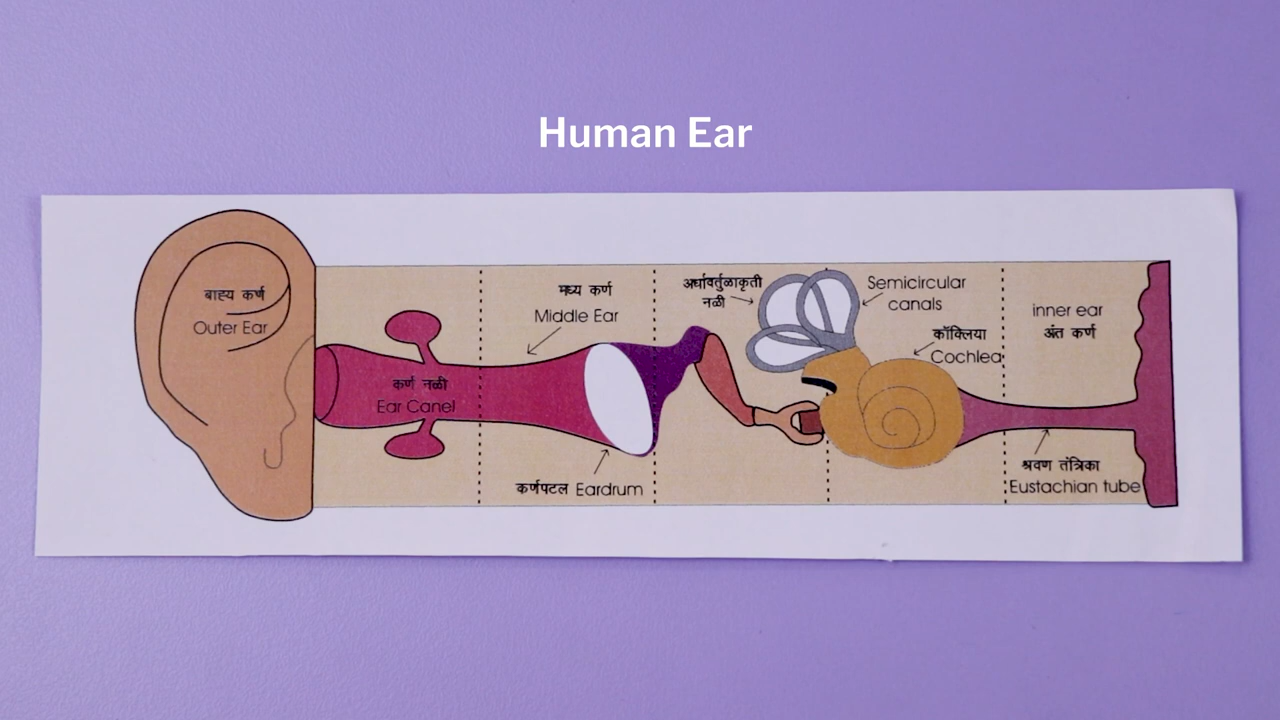 Human Ear
बाह्य कर्ण
Outer Ear
कर्ण नळी
Ear Canel
मध्य कर्ण
Middle Ear
कर्णपटल Eardrum
अर्धावर्तुळाकृती
नळी
Semicircular
canals
कॉक्लिया
Cochlea
inner ear
अंत कर्ण
श्रवण तंत्रिका
Eustachian tube